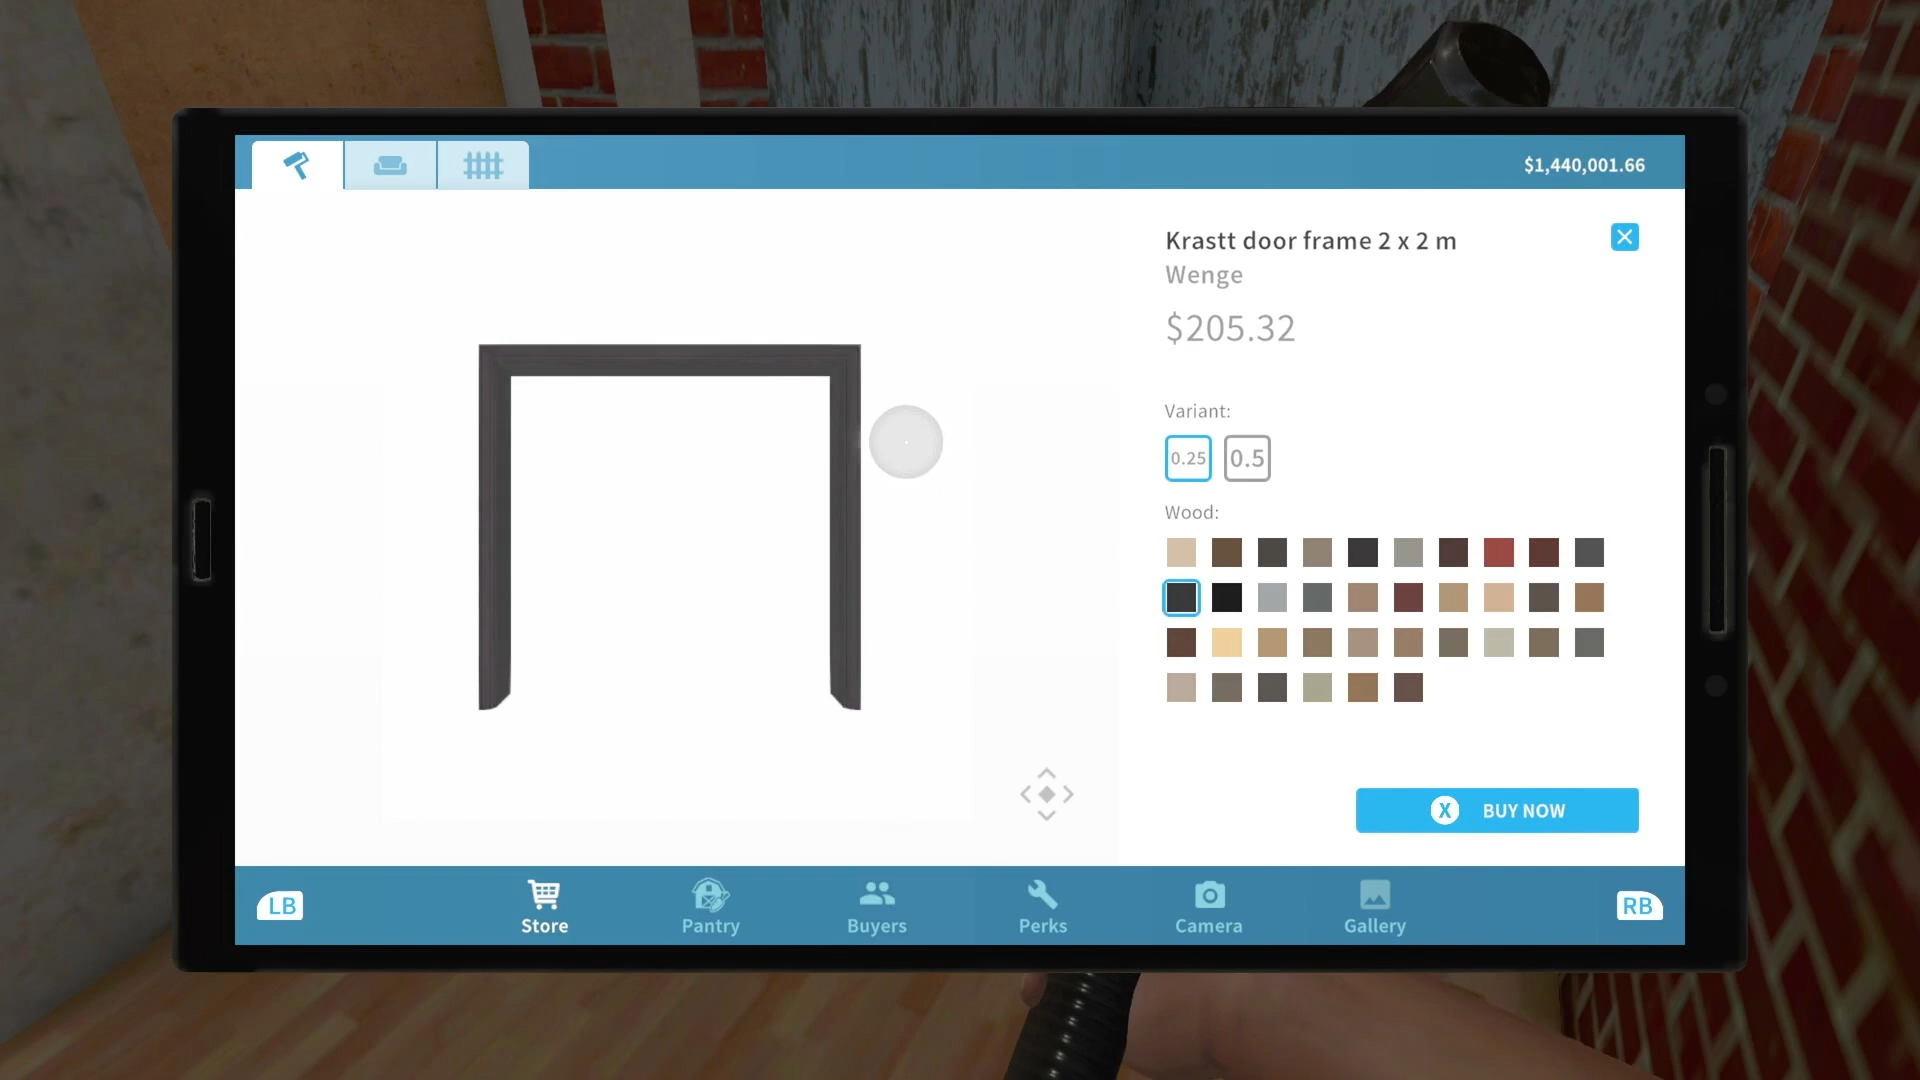 $1,440,001.66
Krastt door frame 2 x 2 m
Wenge
$205.32
Variant:
0.25 0.5
Wood:
X BUY NOW
LB Store Pantry Buyers Perks Camera Gallery RB